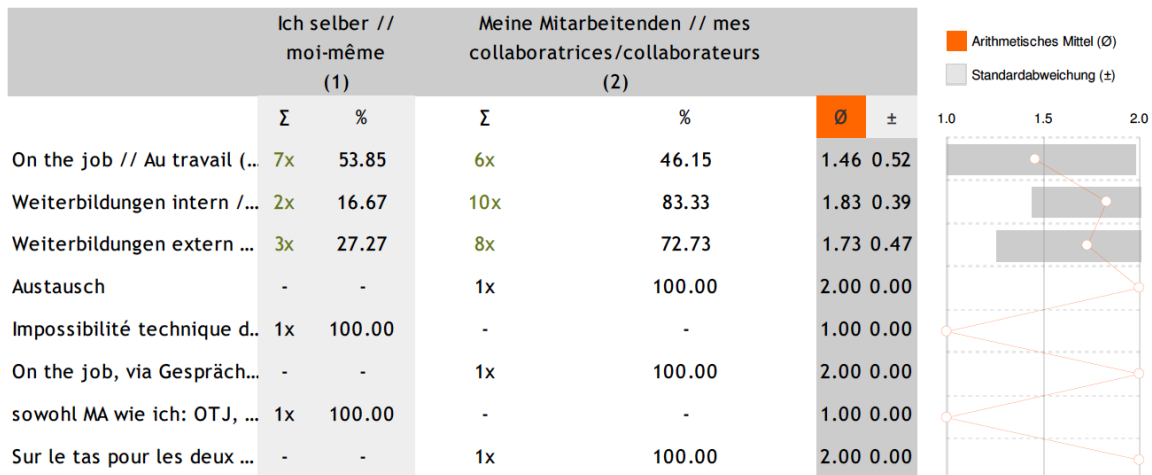 Ich selber //
moi-même
(1)
Meine Mitarbeitenden // mes
collaboratrices/collaborateurs
(2)
Arithmetisches Mittel (Ø)
Standardabweichung (±)
Σ % Σ % Ø ± 1.0 1.5 2.0
On the job // Au travail (... 7x 53.85 6x 46.15 1.46 0.52
Weiterbildungen intern /... 2x 16.67 10x 83.33 1.83 0.39
Weiterbildungen extern ... 3x 27.27 8x 72.73 1.73 0.47
Austausch - - 1x 100.00 2.00 0.00
Impossibilité technique d... 1x 100.00 - - 1.00 0.00
On the job, via Gespräch... - - 1x 100.00 2.00 0.00
sowohl MA wie ich: OTJ, ... 1x 100.00 - - 1.00 0.00
Sur le tas pour les deux ... - - 1x 100.00 2.00 0.00